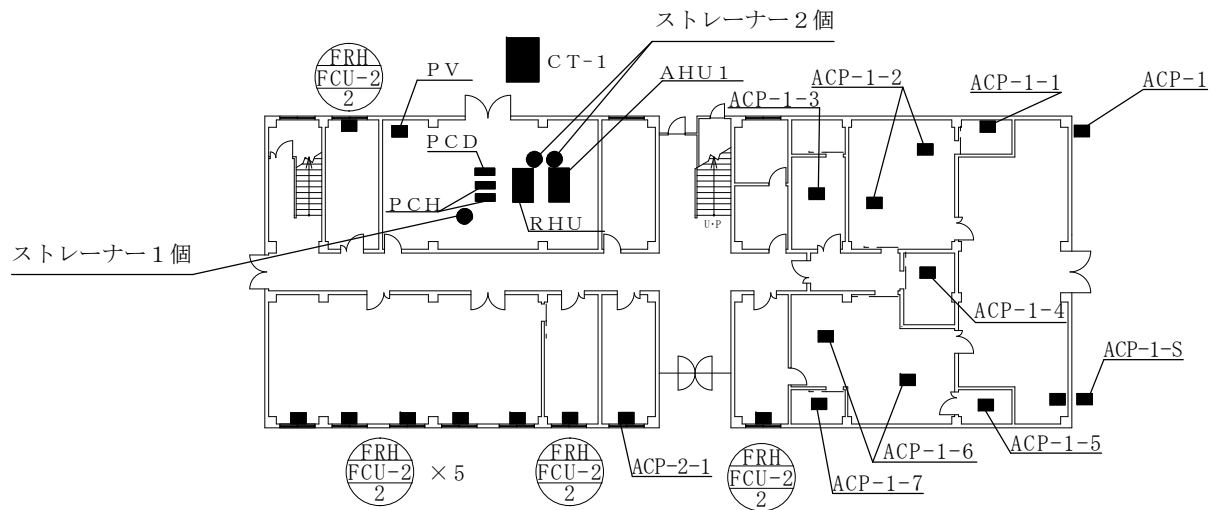 ストレーナー２個
FRH
FCU-2
2
ＰＶ
ＣＴ-１
ＡＨＵ１
ACP-1-3
ACP-1-2
ACP-1-1
ACP-1
ＰＣＤ
ＰＣＨ
ＲＨＵ
U・P
ストレーナー１個
ACP-1-4
ACP-1-S
FRH
FCU-2
2
×５
FRH
FCU-2
2
ACP-2-1
FRH
FCU-2
2
ACP-1-7
ACP-1-6
ACP-1-5